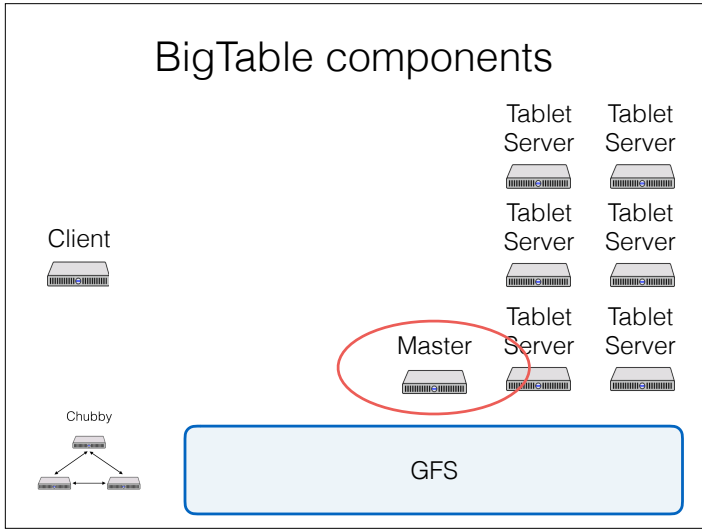 BigTable components
Tablet
Server
Tablet
Server
Tablet
Server
Tablet
Server
Client
Master
Tablet
Server
Tablet
Server
Chubby
GFS